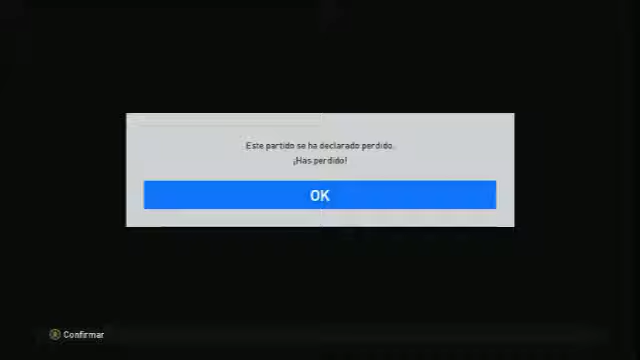 Este partido se ha declarado perdido.
¡Has perdido!
OK
Confirmar